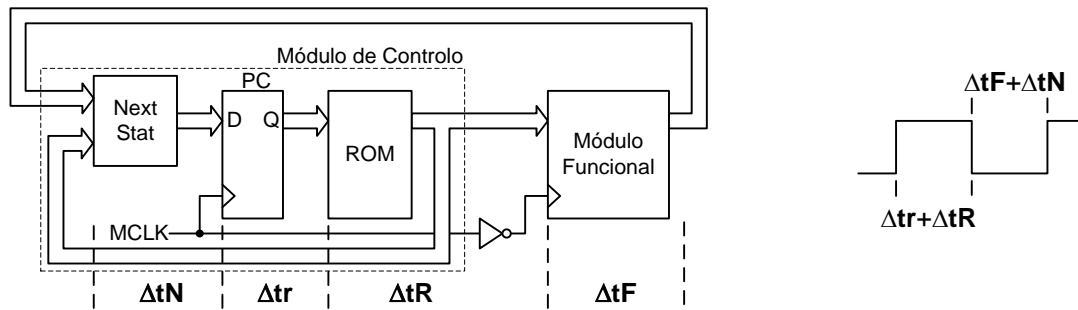 Módulo de Controlo
PC
Next
Stat
D
Q
ROM
Módulo
Funcional
MCLK
ΔtN
Δtr
ΔtR
ΔtF
ΔtF+ΔtN
Δtr+ΔtR